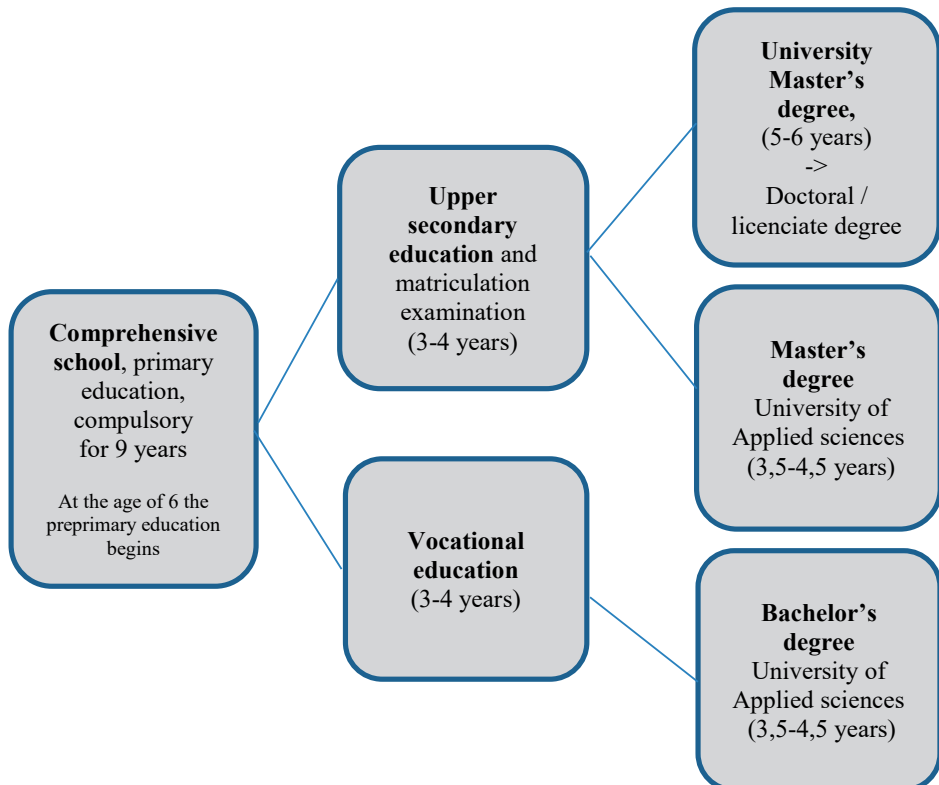 Comprehensive
school, primary
education,
compulsory
for 9 years
At the age of 6 the
preprimary education
begins
Upper
secondary
education and
matriculation
examination
(3-4 years)
Vocational
education
(3-4 years)
University
Master's
degree,
(5-6 years)
->
Doctoral /
licenciate degree
Master's
degree
University of
Applied sciences
(3,5-4,5 years)
Bachelor's
degree
University of
Applied sciences
(3,5-4,5 years)